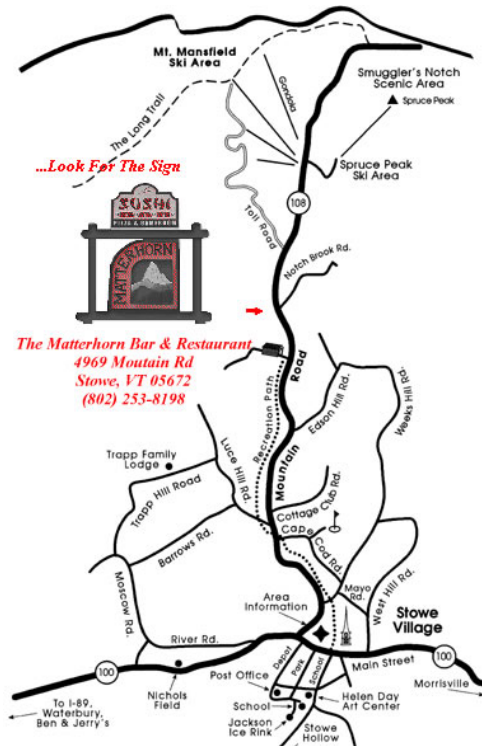 Mt. Mansfield
Ski Area
Smuggler's Notch
Scenic Area
Gondola
Spruce Peak
The Long Trail
Spruce Peak
Ski Area
...Look For The Sign
108
Toll Road
SUSHI
PIZZA & BARROOM
MATTERHORN
Notch Brook Rd.
The Matterhorn Bar & Restaurant
4969 Moutain Rd
Stowe, VT 05672
(802) 253-8198
Mountain Road
Recreation Path
Edson Hill Rd.
Weeks Hill Rd.
Luce Hill Rd.
Trapp Family
Lodge
Trapp Hill Road
Cottage Club Rd.
Cape Cod Rd.
Barrows Rd.
Moscow Rd.
Mayo
Rd.
West Hill Rd.
Area
Information
Stowe
Village
River Rd.
Depot
Park
School
Main Street
100
100
Post Office
Nichols
Field
Helen Day
Art Center
Morrisville
School
To I-89,
Waterbury,
Ben & Jerry's
Jackson
Ice Rink
Stowe
Hollow